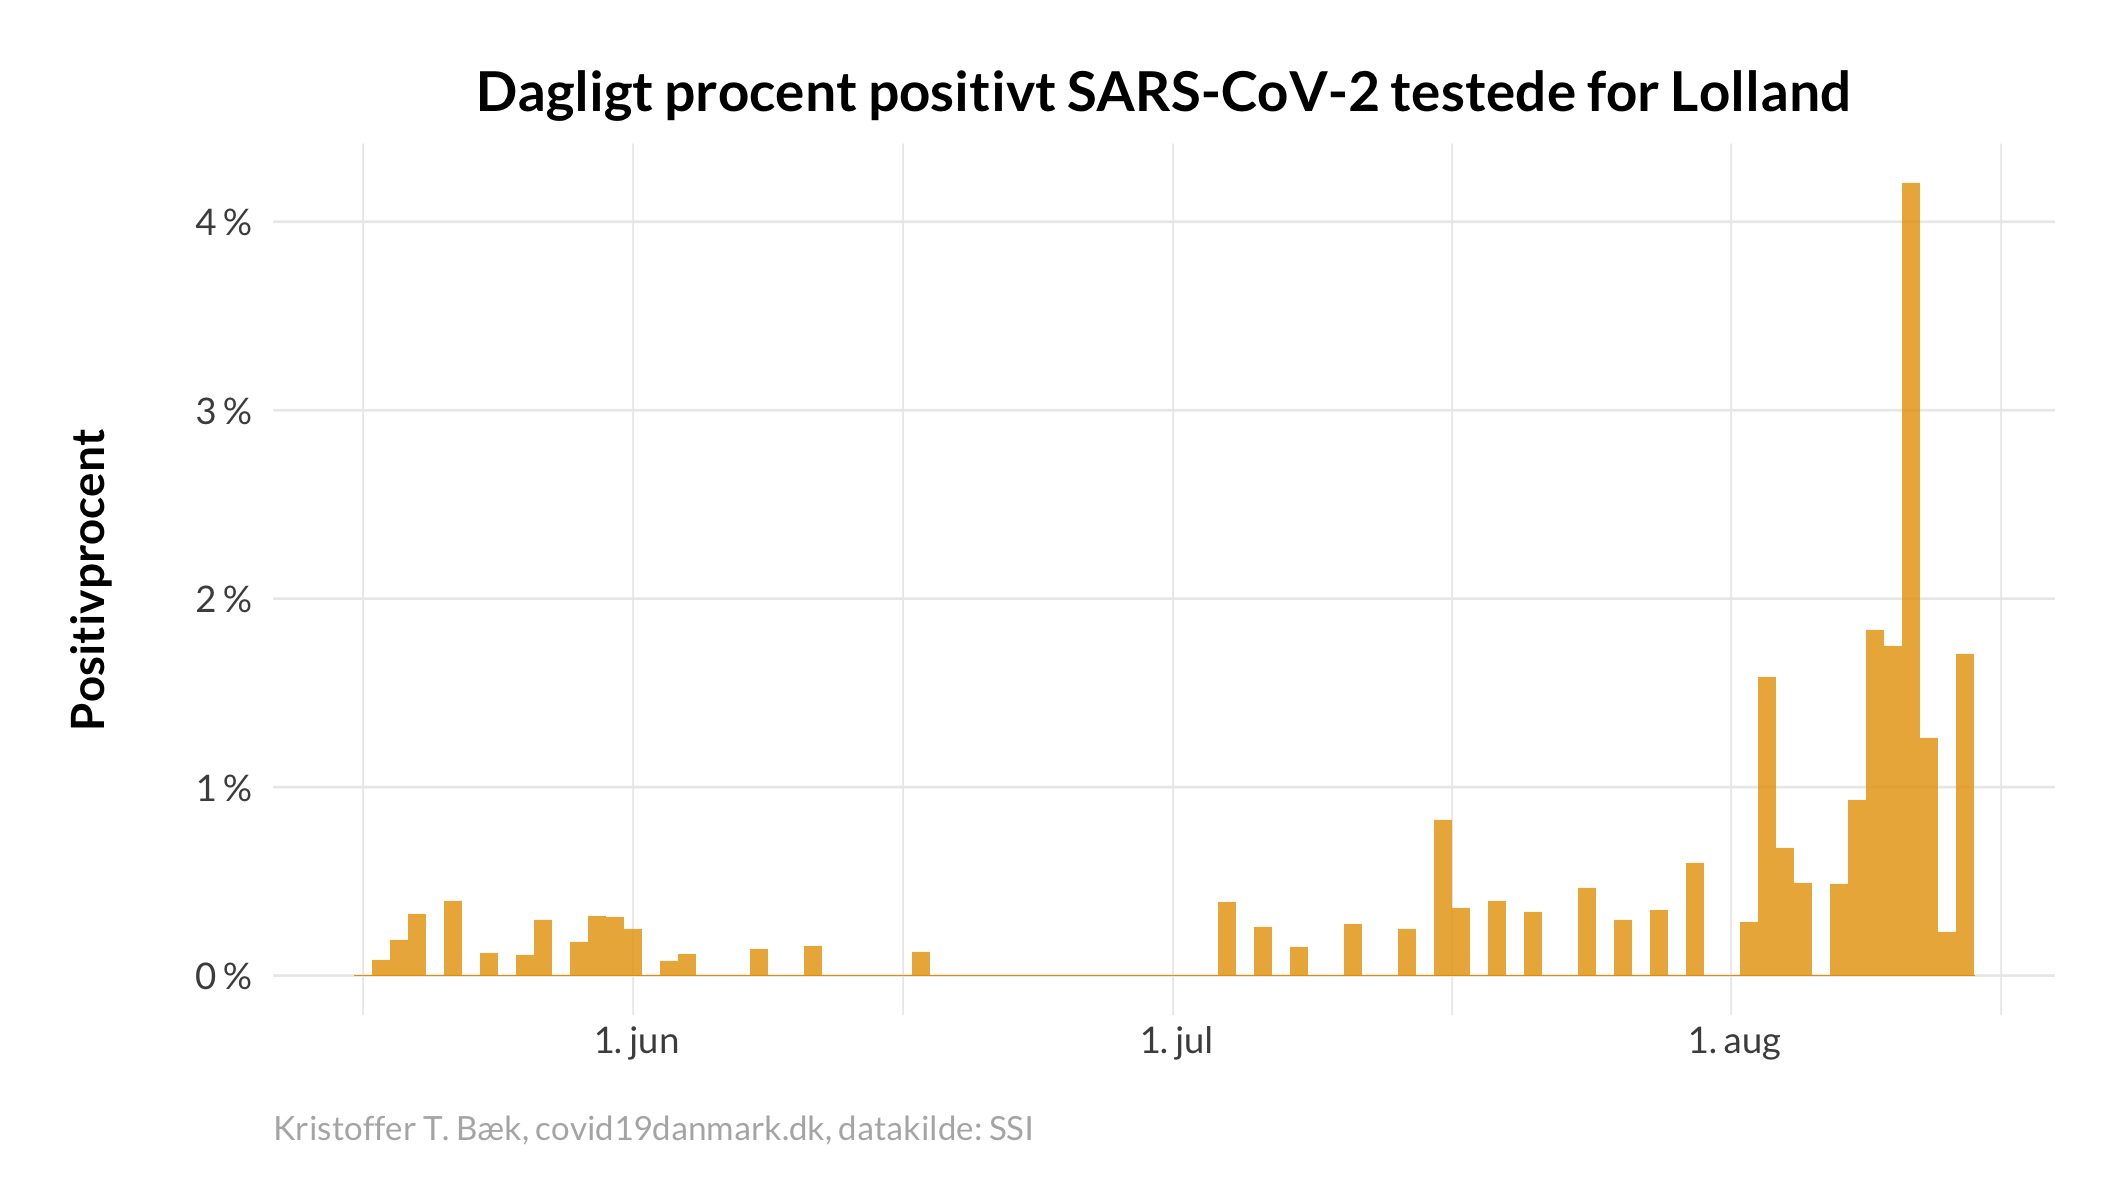 Dagligt procent positivt SARS-CoV-2 testede for Lolland
Positivprocent
4 %
3 %
2 %
1 %
0 %
1. jun
1. jul
1. aug
Kristoffer T. Bæk, covid19danmark.dk, datakilde: SSI